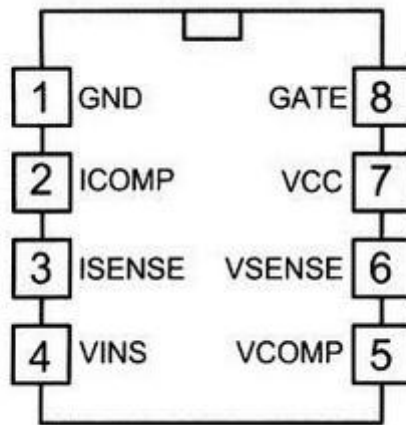 1 GND GATE 8
2 ICOMP VCC 7
3 ISENSE VSENSE 6
4 VINS VCOMP 5